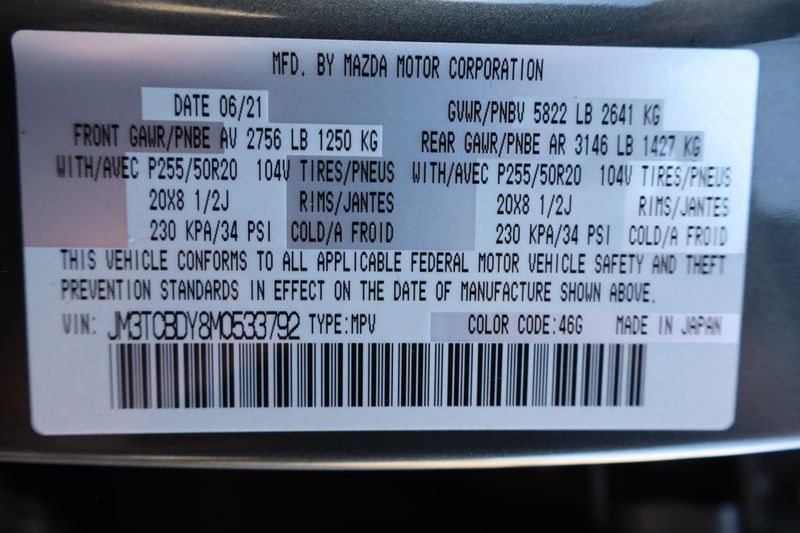 MFD. BY MAZDA MOTOR CORPORATION
DATE 06/21 GVWR/PNBV 5822 LB 2641 KG
FRONT GAWR/PNBE AV 2756 LB 1250 KG REAR GAWR/PNBE AR 3146 LB 1427 KG
WITH/AVEC P255/50R20 104V TIRES/PNEUS WITH/AVEC P255/50R20 104V TIRES/PNEUS
20X8 1/2J RIMS/JANTES 20X8 1/2J RIMS/JANTES
230 KPA/34 PSI COLD/A FROID 230 KPA/34 PSI COLD/A FROID
THIS VEHICLE CONFORMS TO ALL APPLICABLE FEDERAL MOTOR VEHICLE SAFETY AND THEFT
PREVENTION STANDARDS IN EFFECT ON THE DATE OF MANUFACTURE SHOWN ABOVE.
VIN: JM3TCBDY8M0533792 TYPE:MPV COLOR CODE:46G MADE IN JAPAN